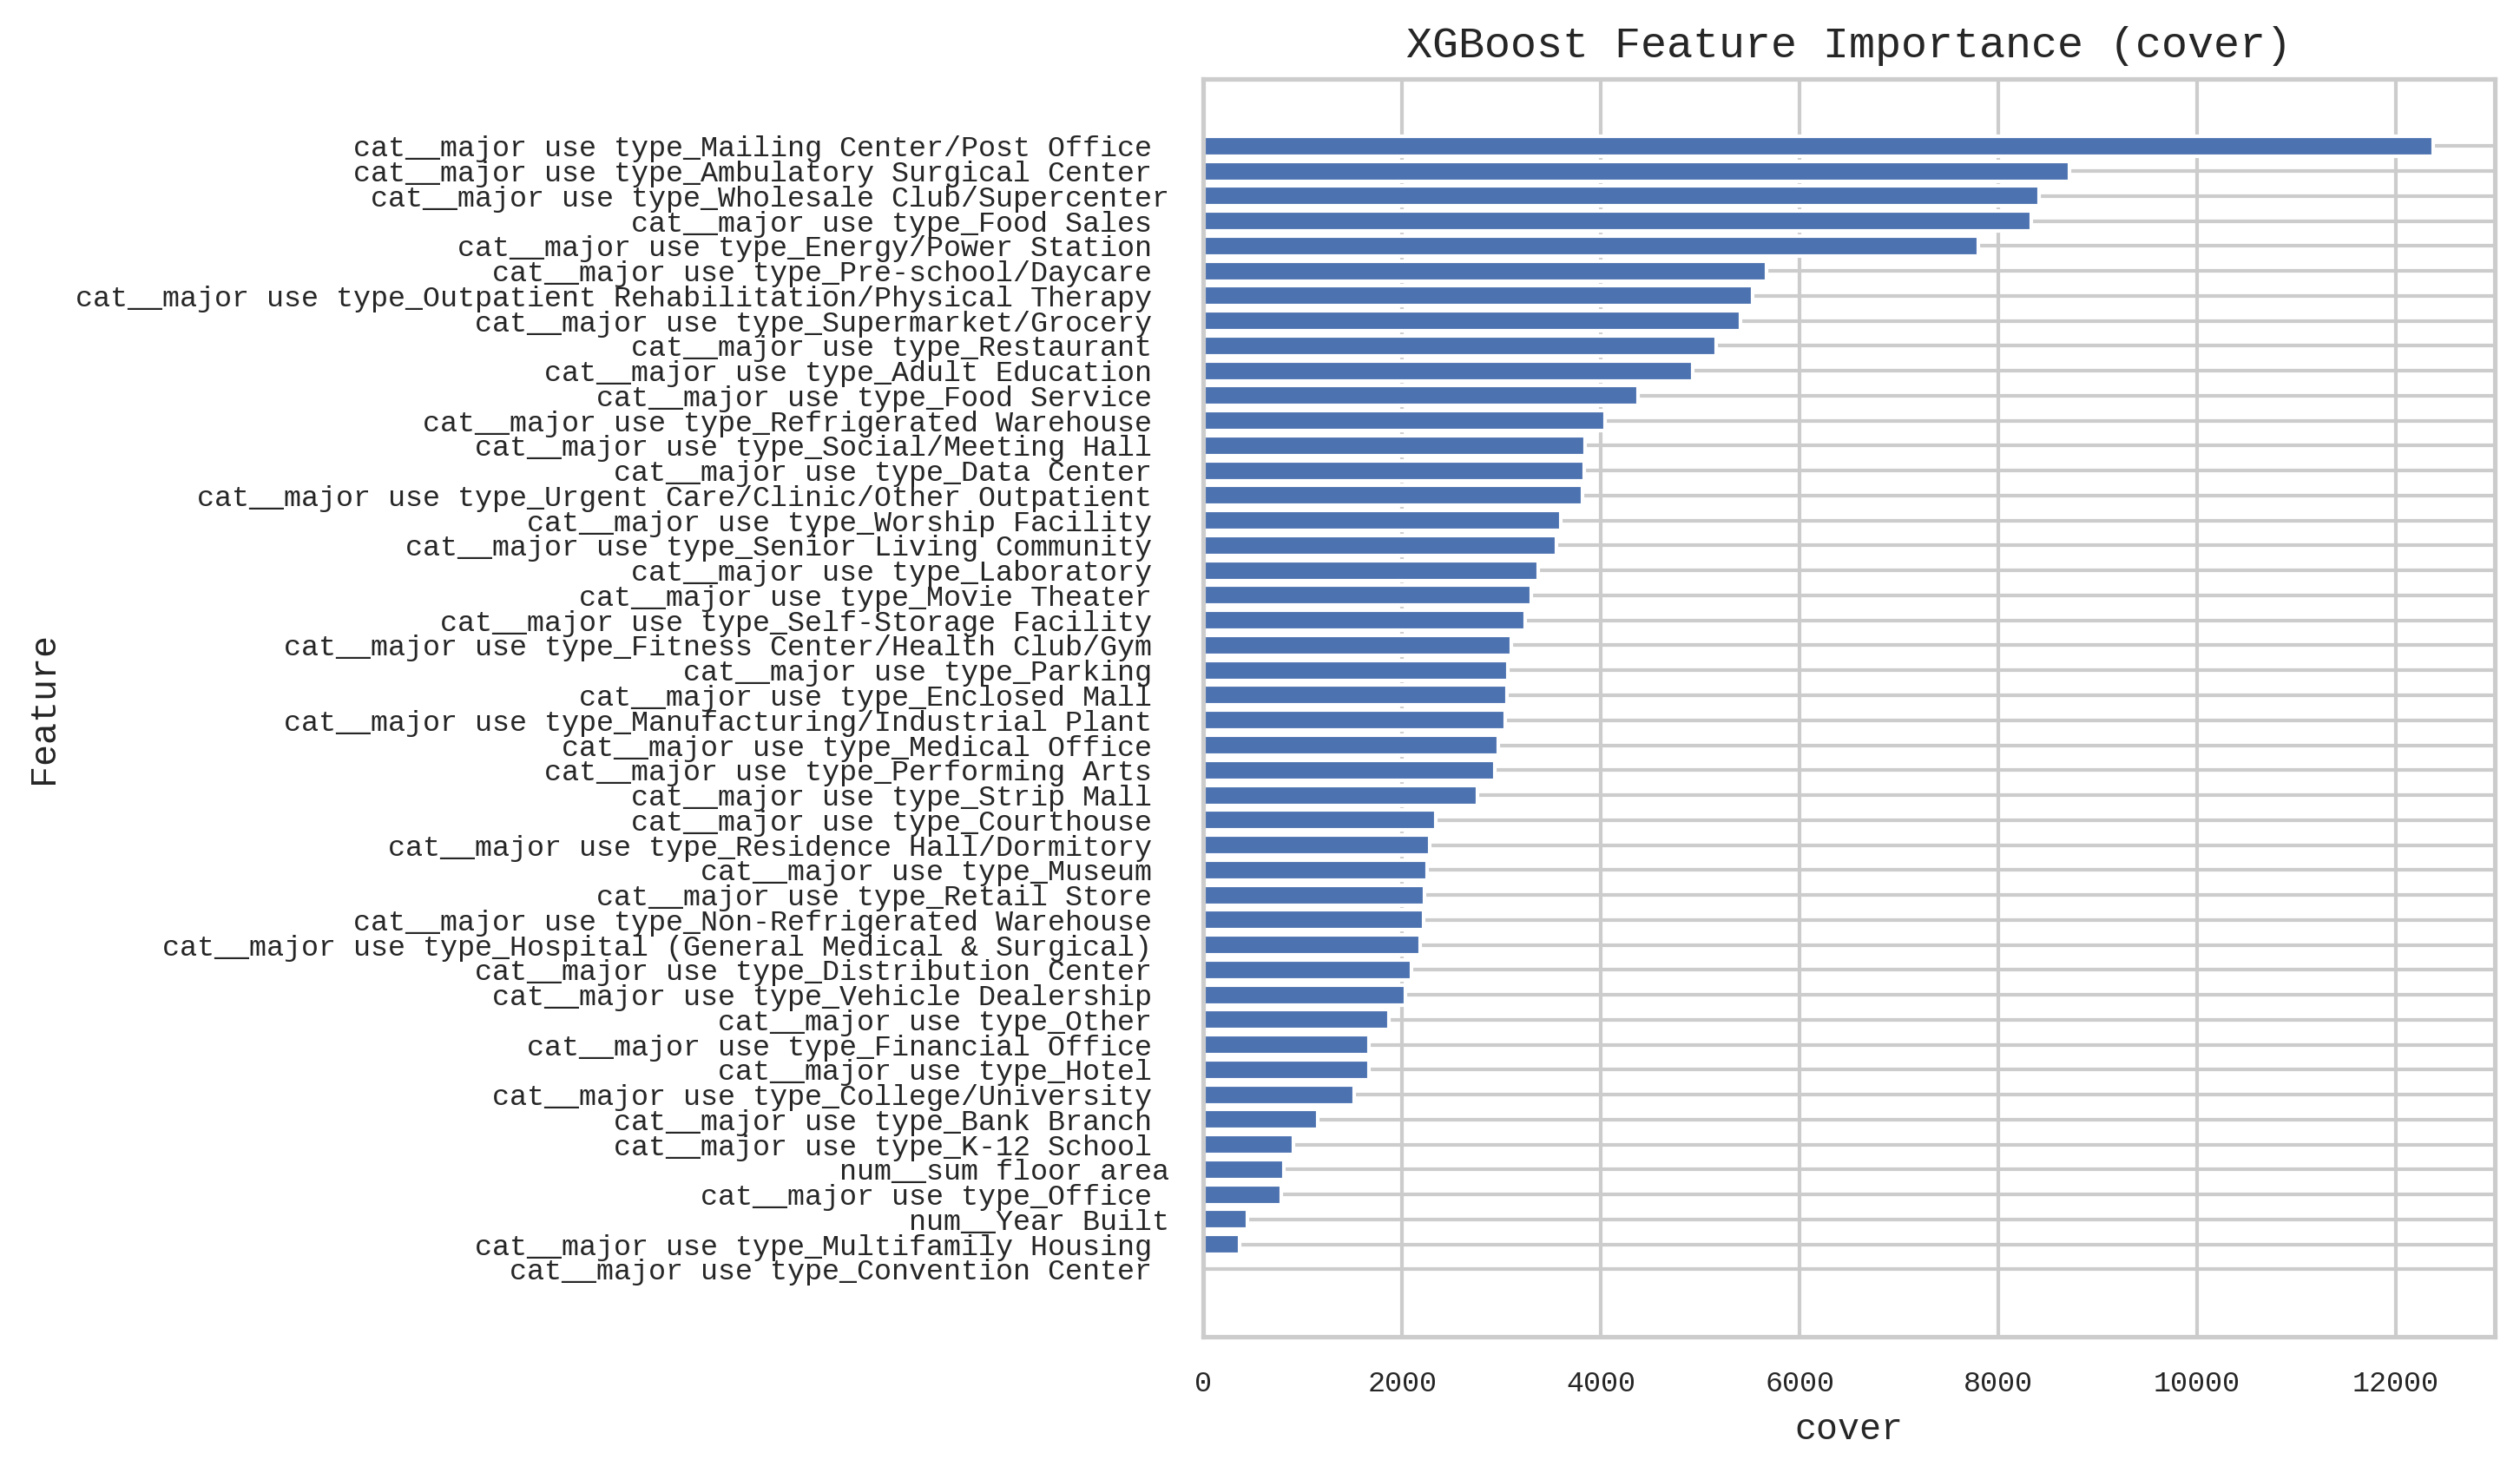 XGBoost Feature Importance (cover)
cat__major use type_Mailing Center/Post Office
cat__major use type_Ambulatory Surgical Center
cat__major use type_Wholesale Club/Supercenter
cat__major use type_Food Sales
cat__major use type_Energy/Power Station
cat__major use type_Pre-school/Daycare
cat__major use type_Outpatient Rehabilitation/Physical Therapy
cat__major use type_Supermarket/Grocery
cat__major use type_Restaurant
cat__major use type_Adult Education
cat__major use type_Food Service
cat__major use type_Refrigerated Warehouse
cat__major use type_Social/Meeting Hall
cat__major use type_Data Center
cat__major use type_Urgent Care/Clinic/Other Outpatient
cat__major use type_Worship Facility
cat__major use type_Senior Living Community
cat__major use type_Laboratory
cat__major use type_Movie Theater
cat__major use type_Self-Storage Facility
cat__major use type_Fitness Center/Health Club/Gym
cat__major use type_Parking
cat__major use type_Enclosed Mall
cat__major use type_Manufacturing/Industrial Plant
cat__major use type_Medical Office
cat__major use type_Performing Arts
cat__major use type_Strip Mall
cat__major use type_Courthouse
cat__major use type_Residence Hall/Dormitory
cat__major use type_Museum
cat__major use type_Retail Store
cat__major use type_Non-Refrigerated Warehouse
cat__major use type_Hospital (General Medical & Surgical)
cat__major use type_Distribution Center
cat__major use type_Vehicle Dealership
cat__major use type_Other
cat__major use type_Financial Office
cat__major use type_Hotel
cat__major use type_College/University
cat__major use type_Bank Branch
cat__major use type_K-12 School
num__sum floor area
cat__major use type_Office
num__Year Built
cat__major use type_Multifamily Housing
cat__major use type_Convention Center
Feature
0 2000 4000 6000 8000 10000 12000
cover